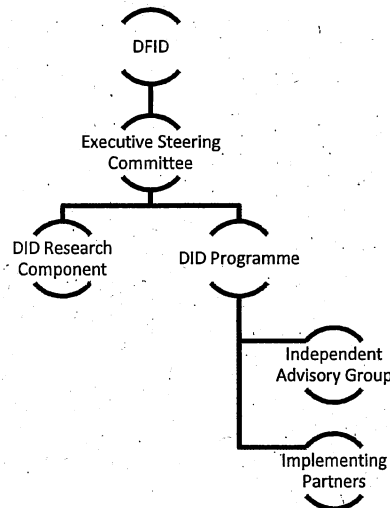 DFID
Executive Steering
Committee
DID Research
Component
DID Programme
Independent
Advisory Group
Implementing
Partners